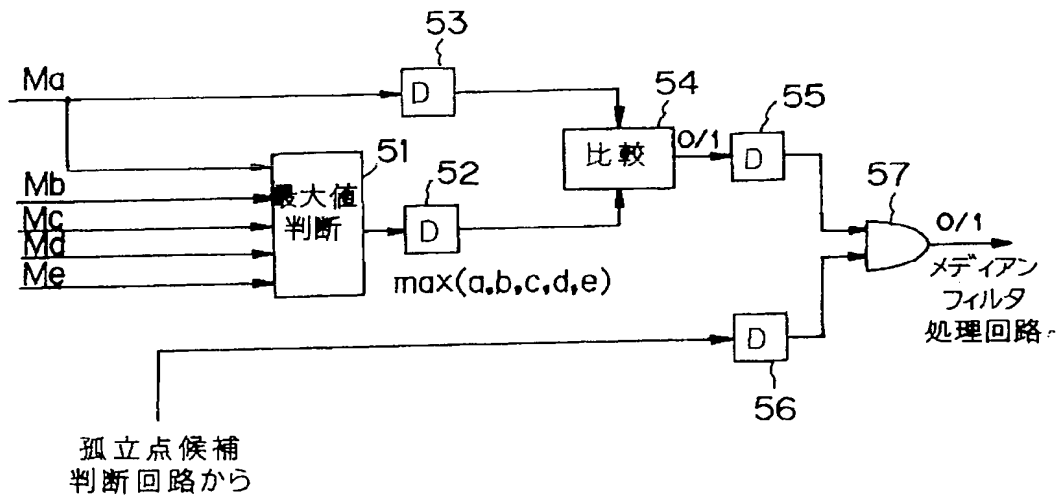 53
Ma
D
54
55
比較
0/1
D
51
52
57
Mb
最大値
判断
Mc
Md
Me
D
0/1
max(a,b,c,d,e)
メディアン
フィルタ
処理回路
D
56
孤立点候補
判断回路から